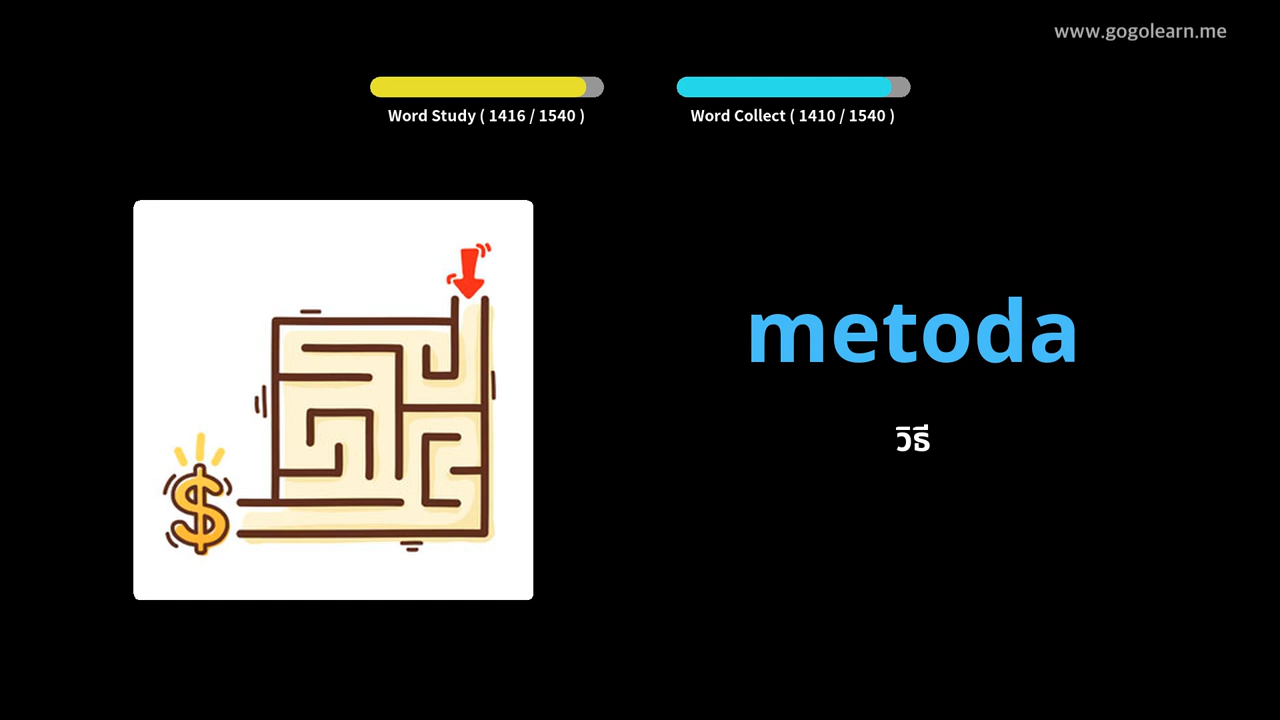 www.gogolearn.me
Word Study ( 1416 / 1540 )
Word Collect ( 1410 / 1540 )
$
metoda
วิธี